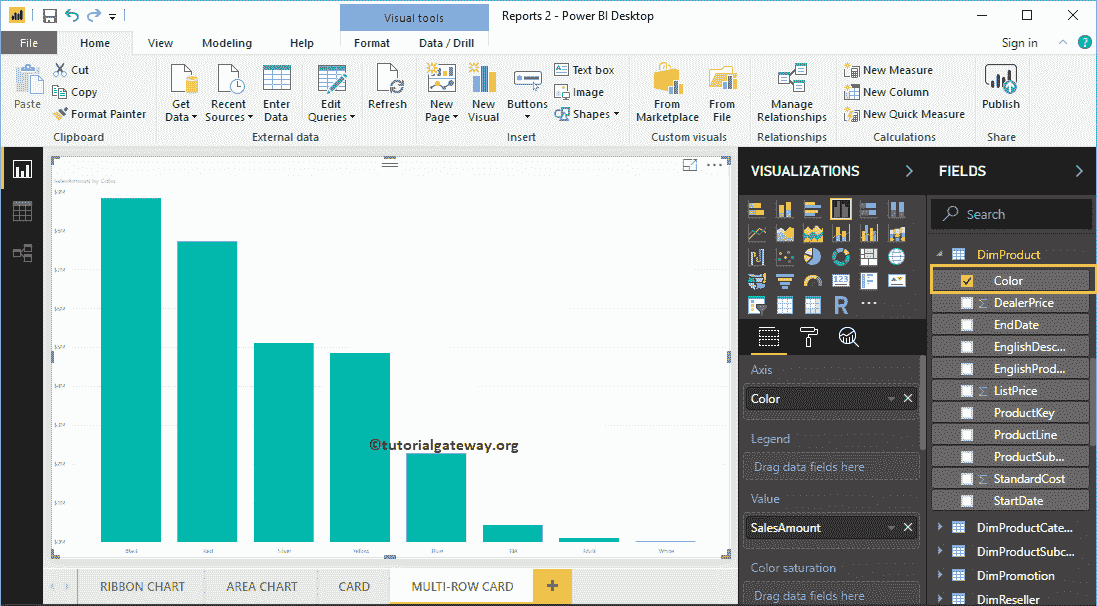 Visual tools
Reports 2 - Power BI Desktop
File
Home
View
Modeling
Help
Format
Data / Drill
Sign in
Paste
Cut
Copy
Format Painter
Clipboard
Get Data
Recent Sources
Enter Data
Edit Queries
External data
Refresh
New Page
New Visual
Buttons
Text box
Image
Shapes
Insert
From Marketplace
From File
Custom visuals
Manage Relationships
Relationships
New Measure
New Column
New Quick Measure
Calculations
Publish
Share
SalesAmount by Color
©tutorialgateway.org
Black
Red
Silver
Yellow
Blue
White
RIBBON CHART
AREA CHART
CARD
MULTI-ROW CARD
+
VISUALIZATIONS
123
R
Axis
Color
Legend
Drag data fields here
Value
SalesAmount
Color saturation
Drag data fields here
FIELDS
Search
DimProduct
Color
DealerPrice
EndDate
EnglishDesc...
EnglishProd...
ListPrice
ProductKey
ProductLine
ProductSub...
StandardCost
StartDate
DimProductCate...
DimProductSubc...
DimPromotion
DimReseller